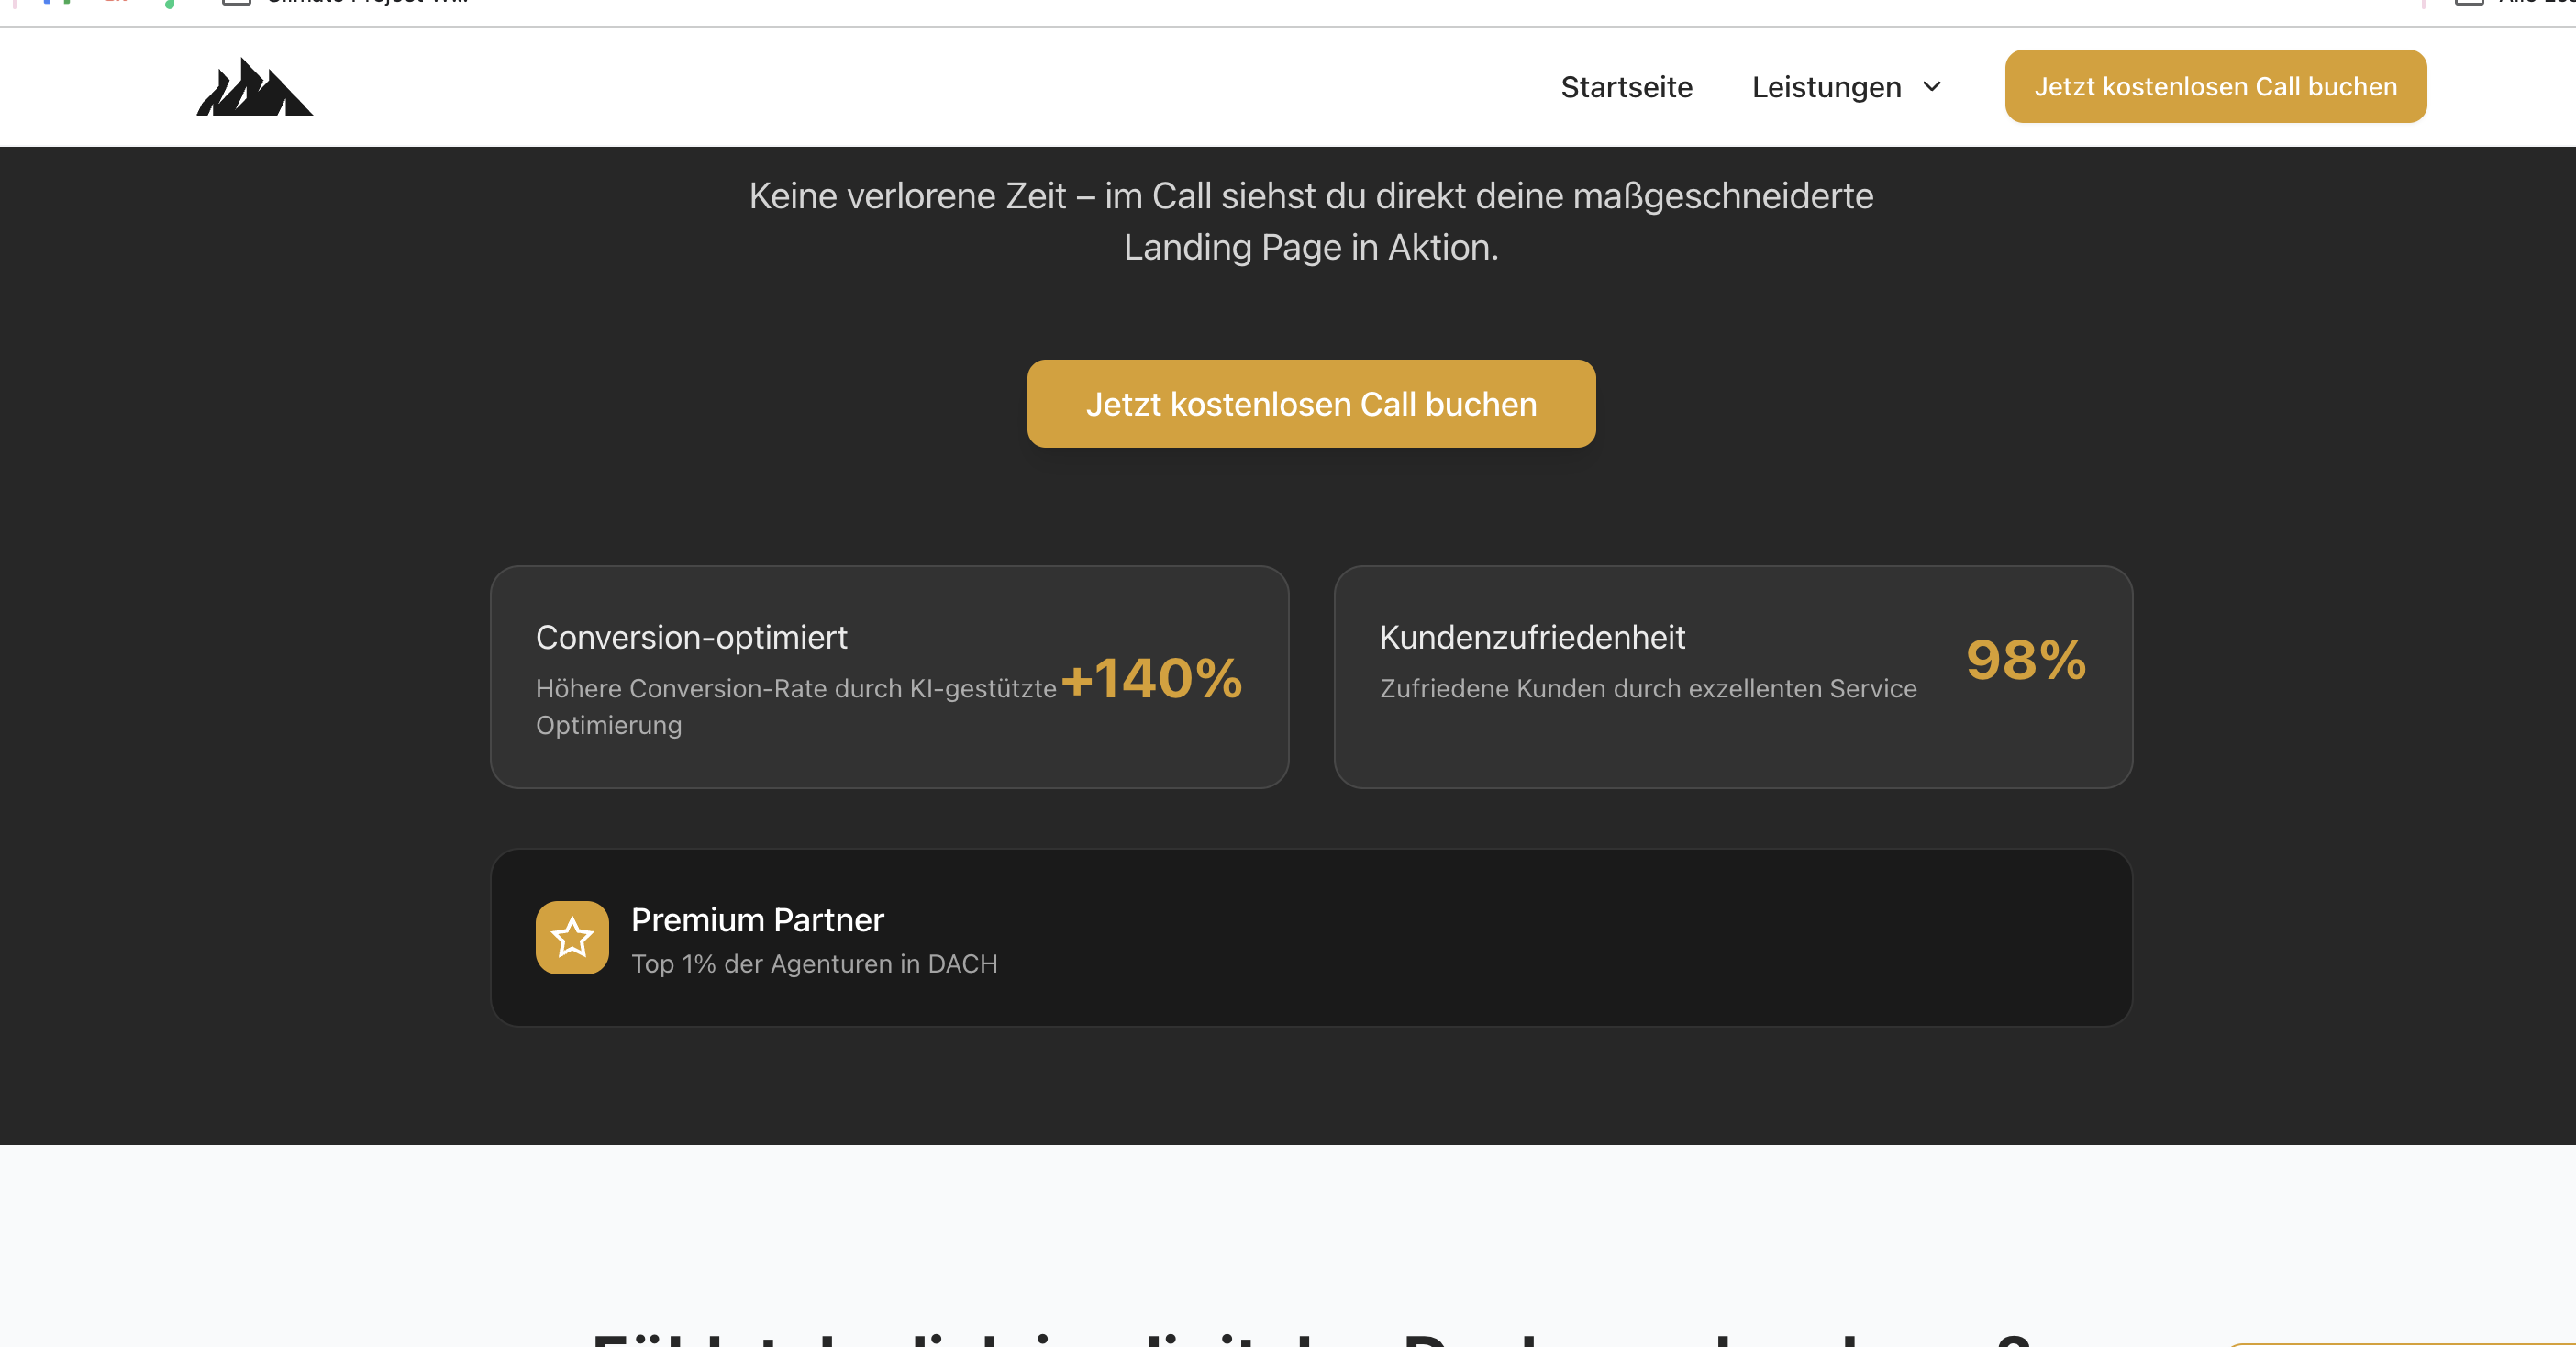 Climate Project
Startseite
Leistungen
Jetzt kostenlosen Call buchen
Keine verlorene Zeit – im Call siehst du direkt deine maßgeschneiderte
Landing Page in Aktion.
Jetzt kostenlosen Call buchen
Conversion-optimiert
Höhere Conversion-Rate durch KI-gestützte
Optimierung
+140%
Kundenzufriedenheit
Zufriedene Kunden durch exzellenten Service
98%
Premium Partner
Top 1% der Agenturen in DACH